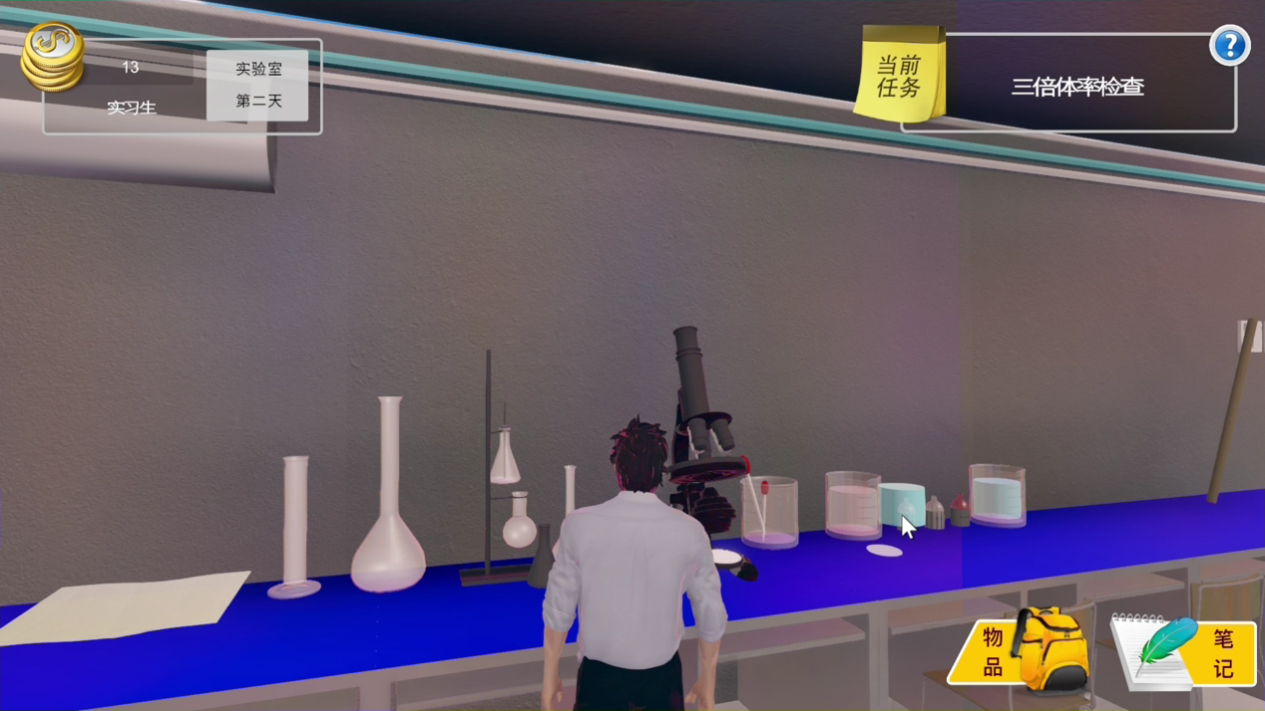 13
实习生
实验室
第二天
当前
任务
三倍体率检查
?
物
品
笔
记